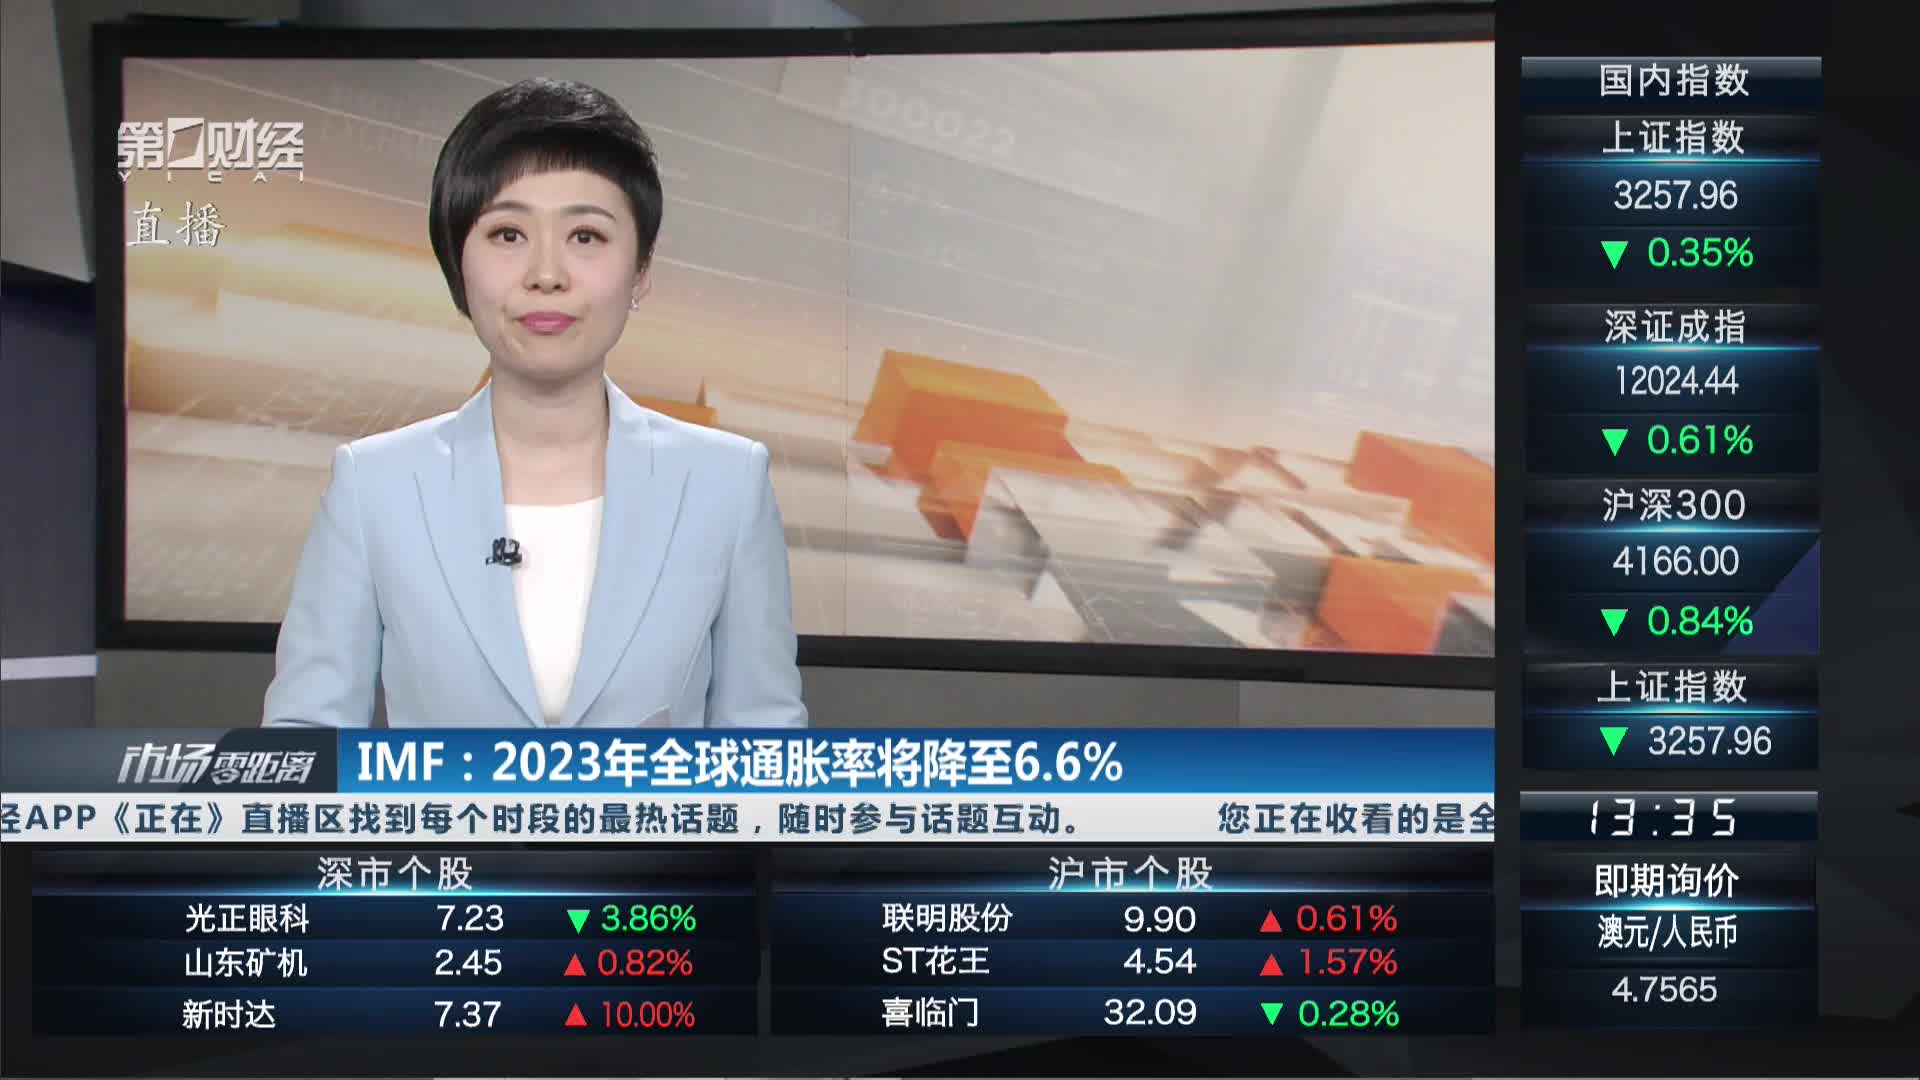 第一财经
YICAI
直播
300022
国内指数
上证指数
3257.96
▼ 0.35%
深证成指
12024.44
▼ 0.61%
沪深300
4166.00
▼ 0.84%
上证指数
▼ 3257.96
13:35
即期询价
澳元/人民币
4.7565
市场零距离
IMF：2023年全球通胀率将降至6.6%
经APP《正在》直播区找到每个时段的最热话题，随时参与话题互动。 您正在收看的是全
深市个股
光正眼科 7.23 ▼ 3.86%
山东矿机 2.45 ▲ 0.82%
新时达 7.37 ▲ 10.00%
沪市个股
联明股份 9.90 ▲ 0.61%
ST花王 4.54 ▲ 1.57%
喜临门 32.09 ▼ 0.28%